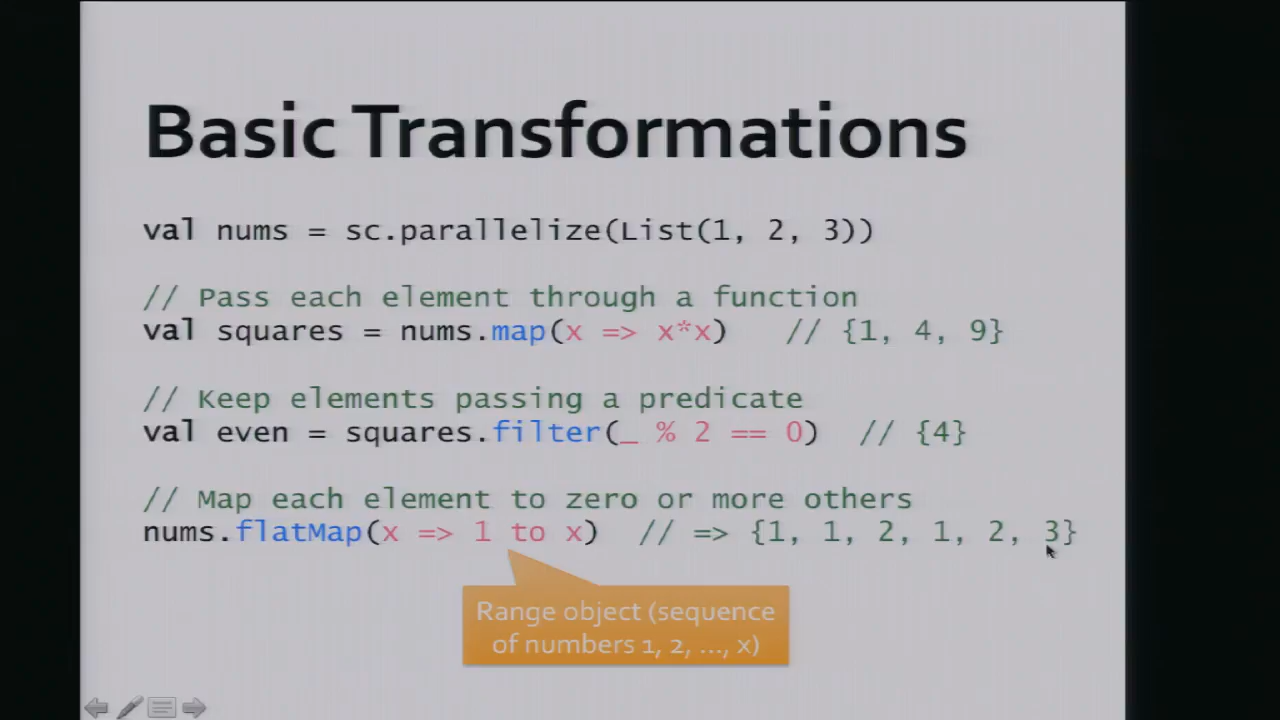 Basic Transformations
val nums = sc.parallelize(List(1, 2, 3))
// Pass each element through a function
val squares = nums.map(x => x*x)   // {1, 4, 9}
// Keep elements passing a predicate
val even = squares.filter(_ % 2 == 0)  // {4}
// Map each element to zero or more others
nums.flatMap(x => 1 to x)  // => {1, 1, 2, 1, 2, 3}
Range object (sequence
of numbers 1, 2, …, x)